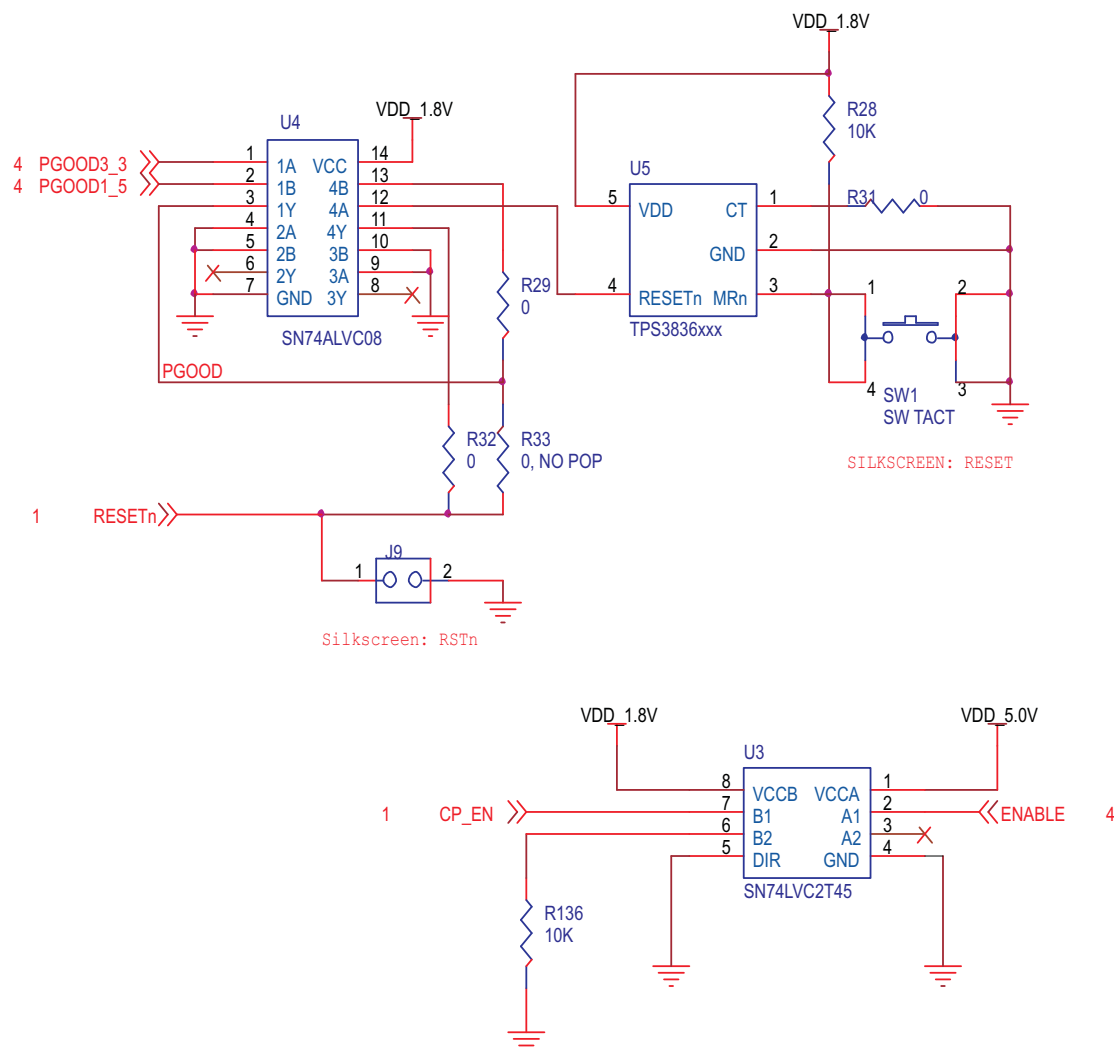 VDD_1.8V
VDD_1.8V
U4
R28
10K
4 PGOOD3_3
4 PGOOD1_5
1 1A VCC 14
2 1B 4B 13
3 1Y 4A 12
4 2A 4Y 11
5 2B 3B 10
6 2Y 3A 9
7 GND 3Y 8
SN74ALVC08
U5
5 VDD CT 1
GND 2
4 RESETn MRn 3
TPS3836xxx
R31 0
R29
0
1 2
4 3
SW1
SW TACT
SILKSCREEN: RESET
PGOOD
R32
0
R33
0, NO POP
1 RESETn
J9
1 2
Silkscreen: RSTn
VDD_1.8V
VDD_5.0V
U3
8 VCCB VCCA 1
1 CP_EN 7 B1 A1 2 ENABLE 4
6 B2 A2 3
5 DIR GND 4
SN74LVC2T45
R136
10K